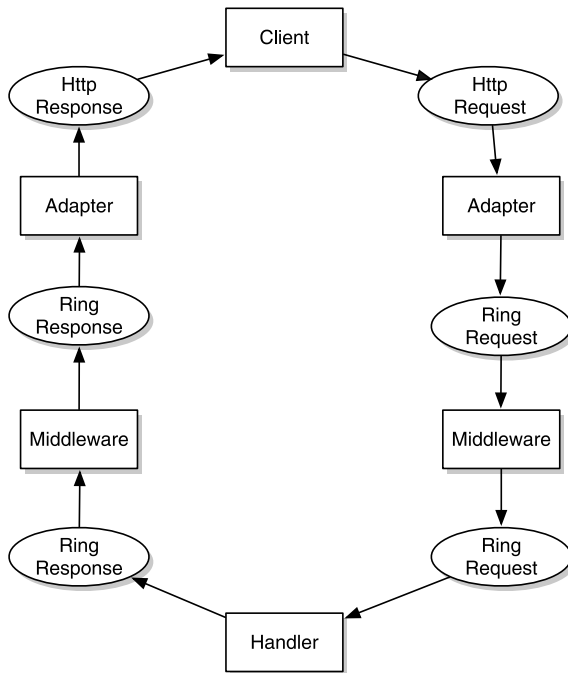 Client
Http
Response
Http
Request
Adapter
Adapter
Ring
Response
Ring
Request
Middleware
Middleware
Ring
Response
Ring
Request
Handler